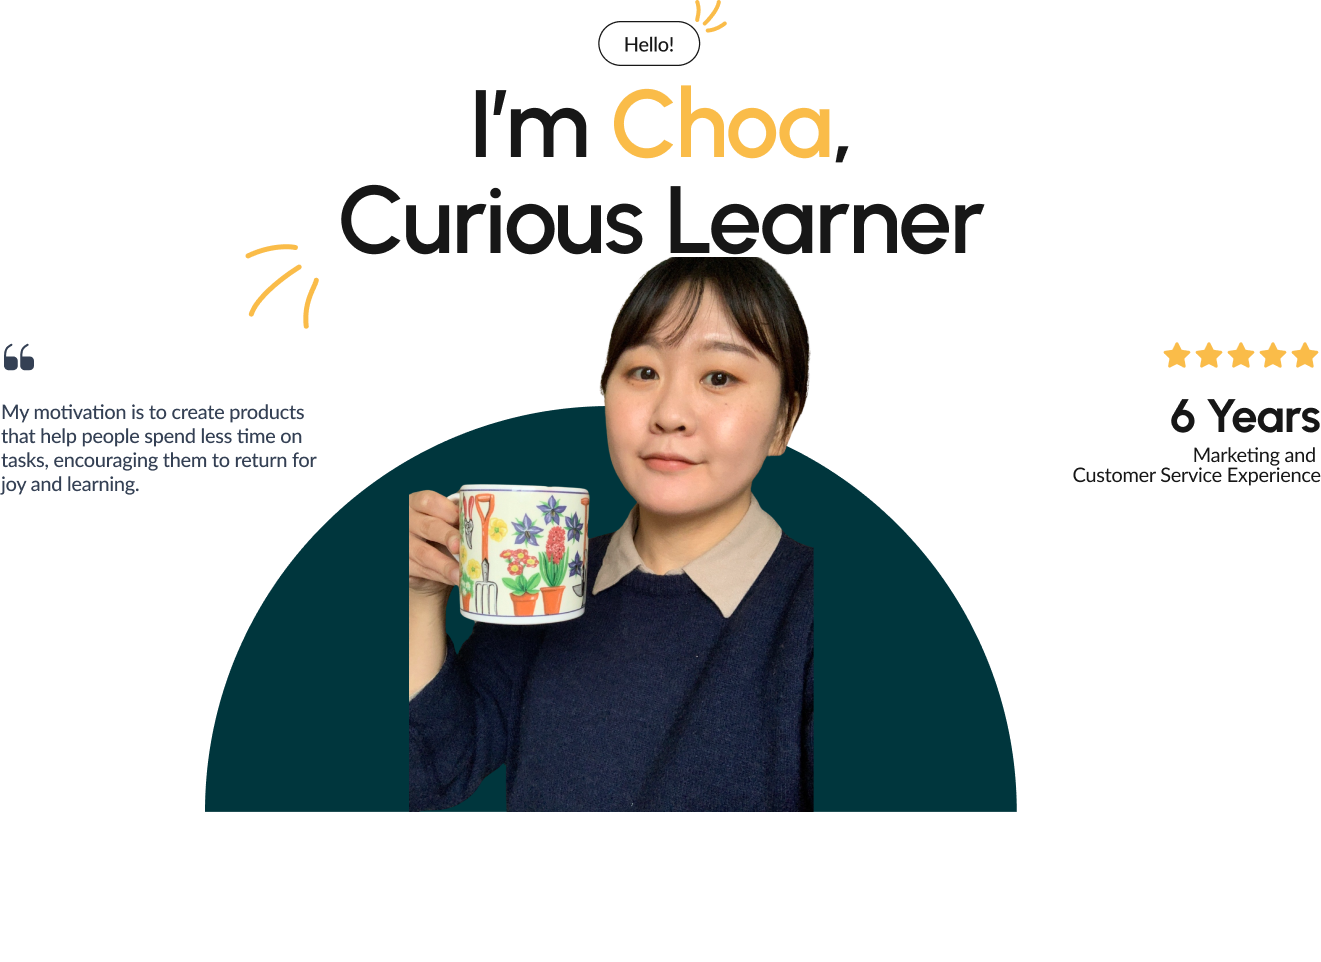 Hello!
I'm Choa,
Curious Learner
My motivation is to create products
that help people spend less time on
tasks, encouraging them to return for
joy and learning.
6 Years
Marketing and
Customer Service Experience